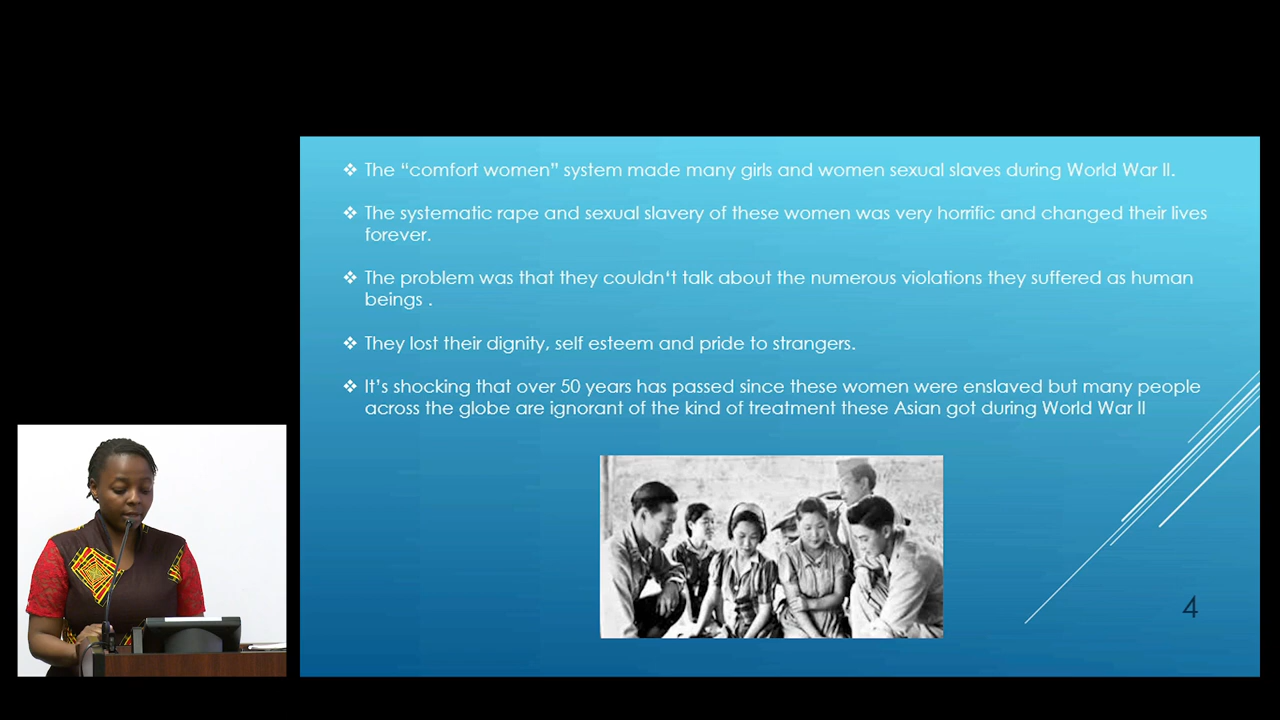 ❖ The “comfort women” system made many girls and women sexual slaves during World War II.
❖ The systematic rape and sexual slavery of these women was very horrific and changed their lives
forever.
❖ The problem was that they couldn‘t talk about the numerous violations they suffered as human
beings .
❖ They lost their dignity, self esteem and pride to strangers.
❖ It’s shocking that over 50 years has passed since these women were enslaved but many people
across the globe are ignorant of the kind of treatment these Asian got during World War II
4